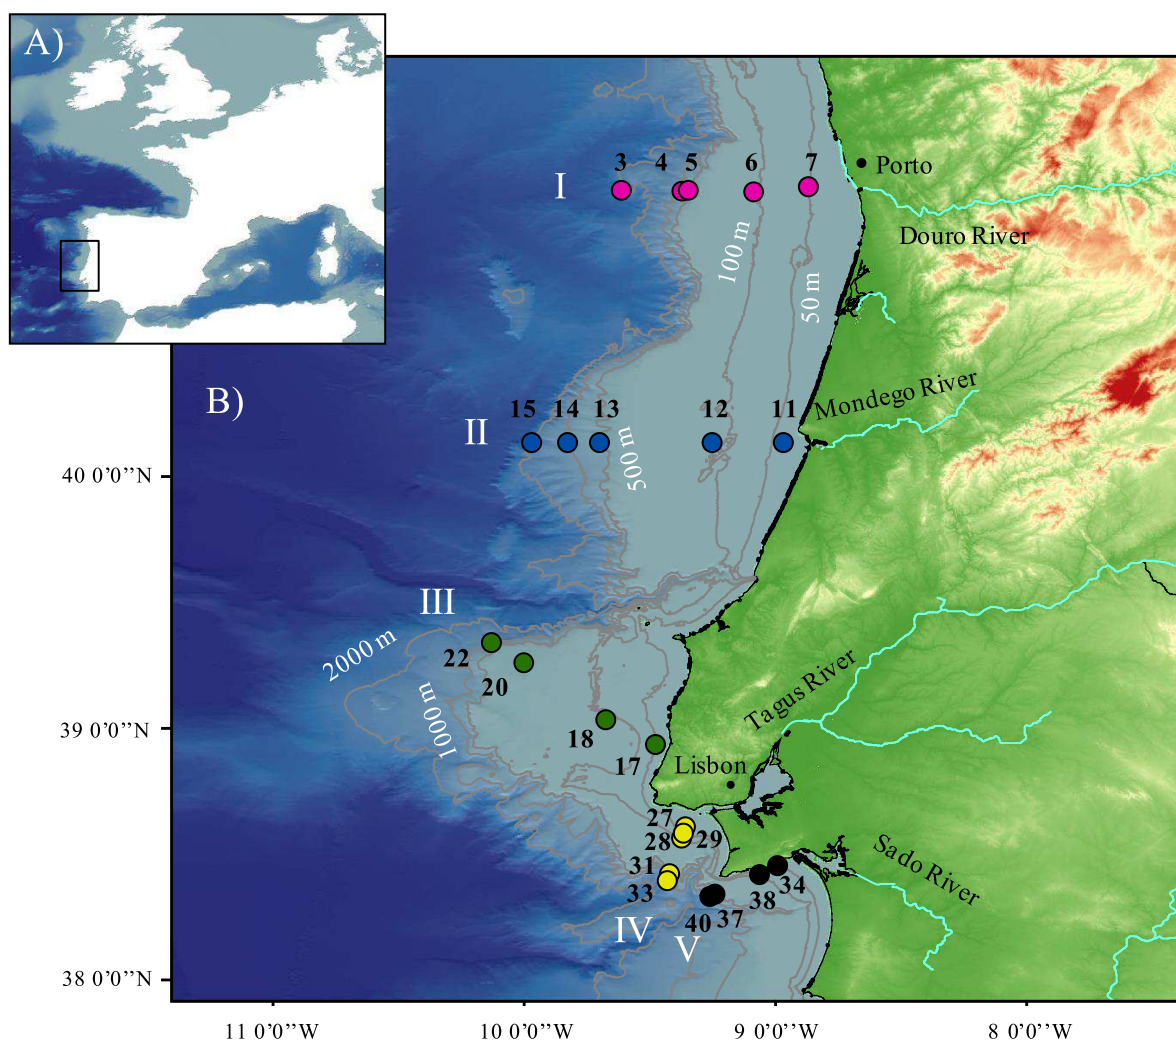 A)
3 4 5 6 7
Porto
I
Douro River
100 m
50 m
B)
Mondego River
15 14 13 12 11
II
500 m
40 0'0’’N
III
2000 m
22
20
1000 m
Tagus River
18
39 0'0’’N
17
Lisbon
27
28
29
Sado River
31
33
34
38
40
37
IV
V
38 0'0’’N
11 0'0’’W 10 0'0’’W 9 0'0’’W 8 0'0’’W